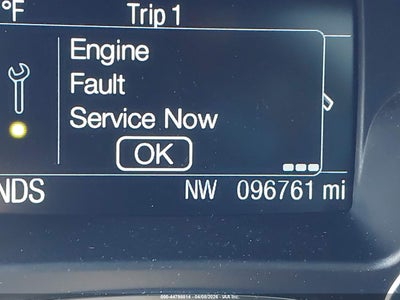 °F
Trip 1
Engine
Fault
Service Now
OK
NDS NW 096761 mi